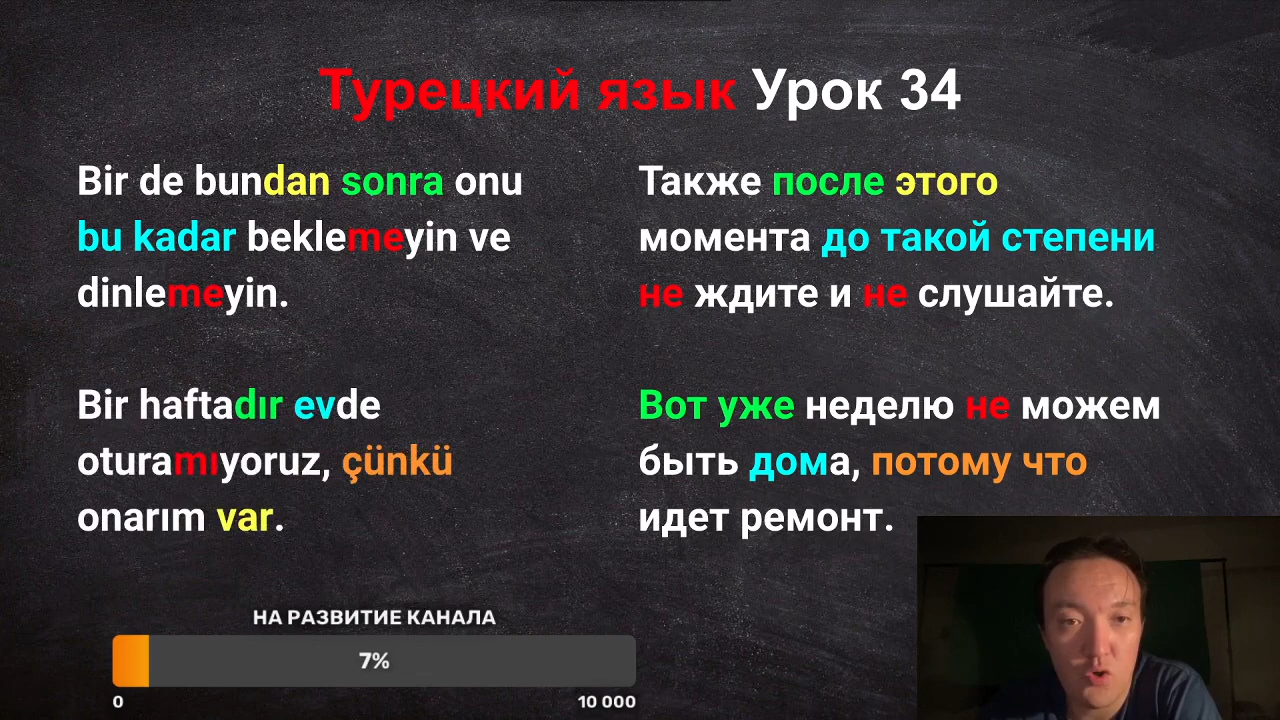 Турецкий язык Урок 34
Bir de bundan sonra onu
bu kadar beklemeyin ve
dinlemeyin.
Bir haftadır evde
oturamıyoruz, çünkü
onarım var.
Также после этого
момента до такой степени
не ждите и не слушайте.
Вот уже неделю не можем
быть дома, потому что
идет ремонт.
НА РАЗВИТИЕ КАНАЛА
7%
0
10 000